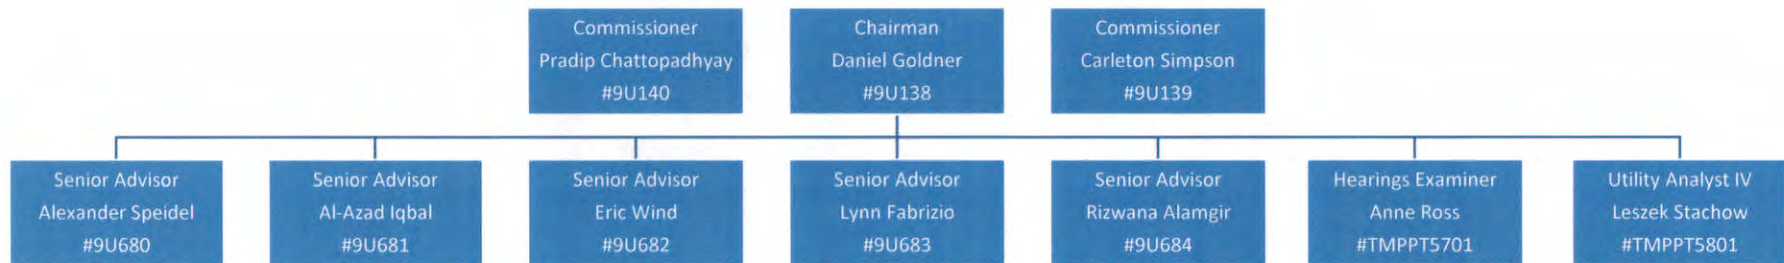 Commissioner
Pradip Chattopadhyay
#9U140
Chairman
Daniel Goldner
#9U138
Commissioner
Carleton Simpson
#9U139
Senior Advisor
Alexander Speidel
#9U680
Senior Advisor
Al-Azad Iqbal
#9U681
Senior Advisor
Eric Wind
#9U682
Senior Advisor
Lynn Fabrizio
#9U683
Senior Advisor
Rizwana Alamgir
#9U684
Hearings Examiner
Anne Ross
#TMPPT5701
Utility Analyst IV
Leszek Stachow
#TMPPT5801